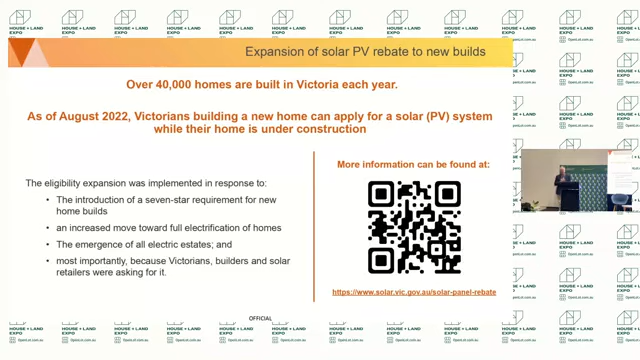 HOUSE + LAND
EXPO
OpenLot.com.au
Expansion of solar PV rebate to new builds
Over 40,000 homes are built in Victoria each year.
As of August 2022, Victorians building a new home can apply for a solar (PV) system
while their home is under construction
The eligibility expansion was implemented in response to:
• The introduction of a seven-star requirement for new
home builds
• an increased move toward full electrification of homes
• The emergence of all electric estates; and
• most importantly, because Victorians, builders and solar
retailers were asking for it.
More information can be found at:
https://www.solar.vic.gov.au/solar-panel-rebate
OFFICIAL